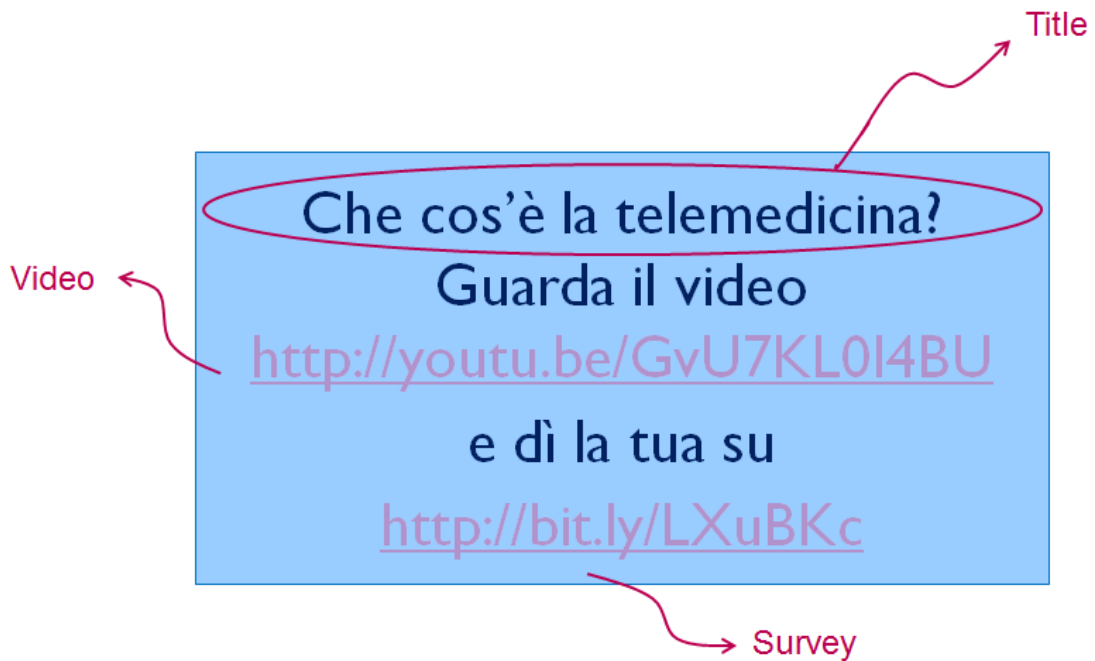 Title
Che cos'è la telemedicina?
Guarda il video
Video
http://youtu.be/GvU7KL0I4BU
e dì la tua su
http://bit.ly/LXuBKc
Survey